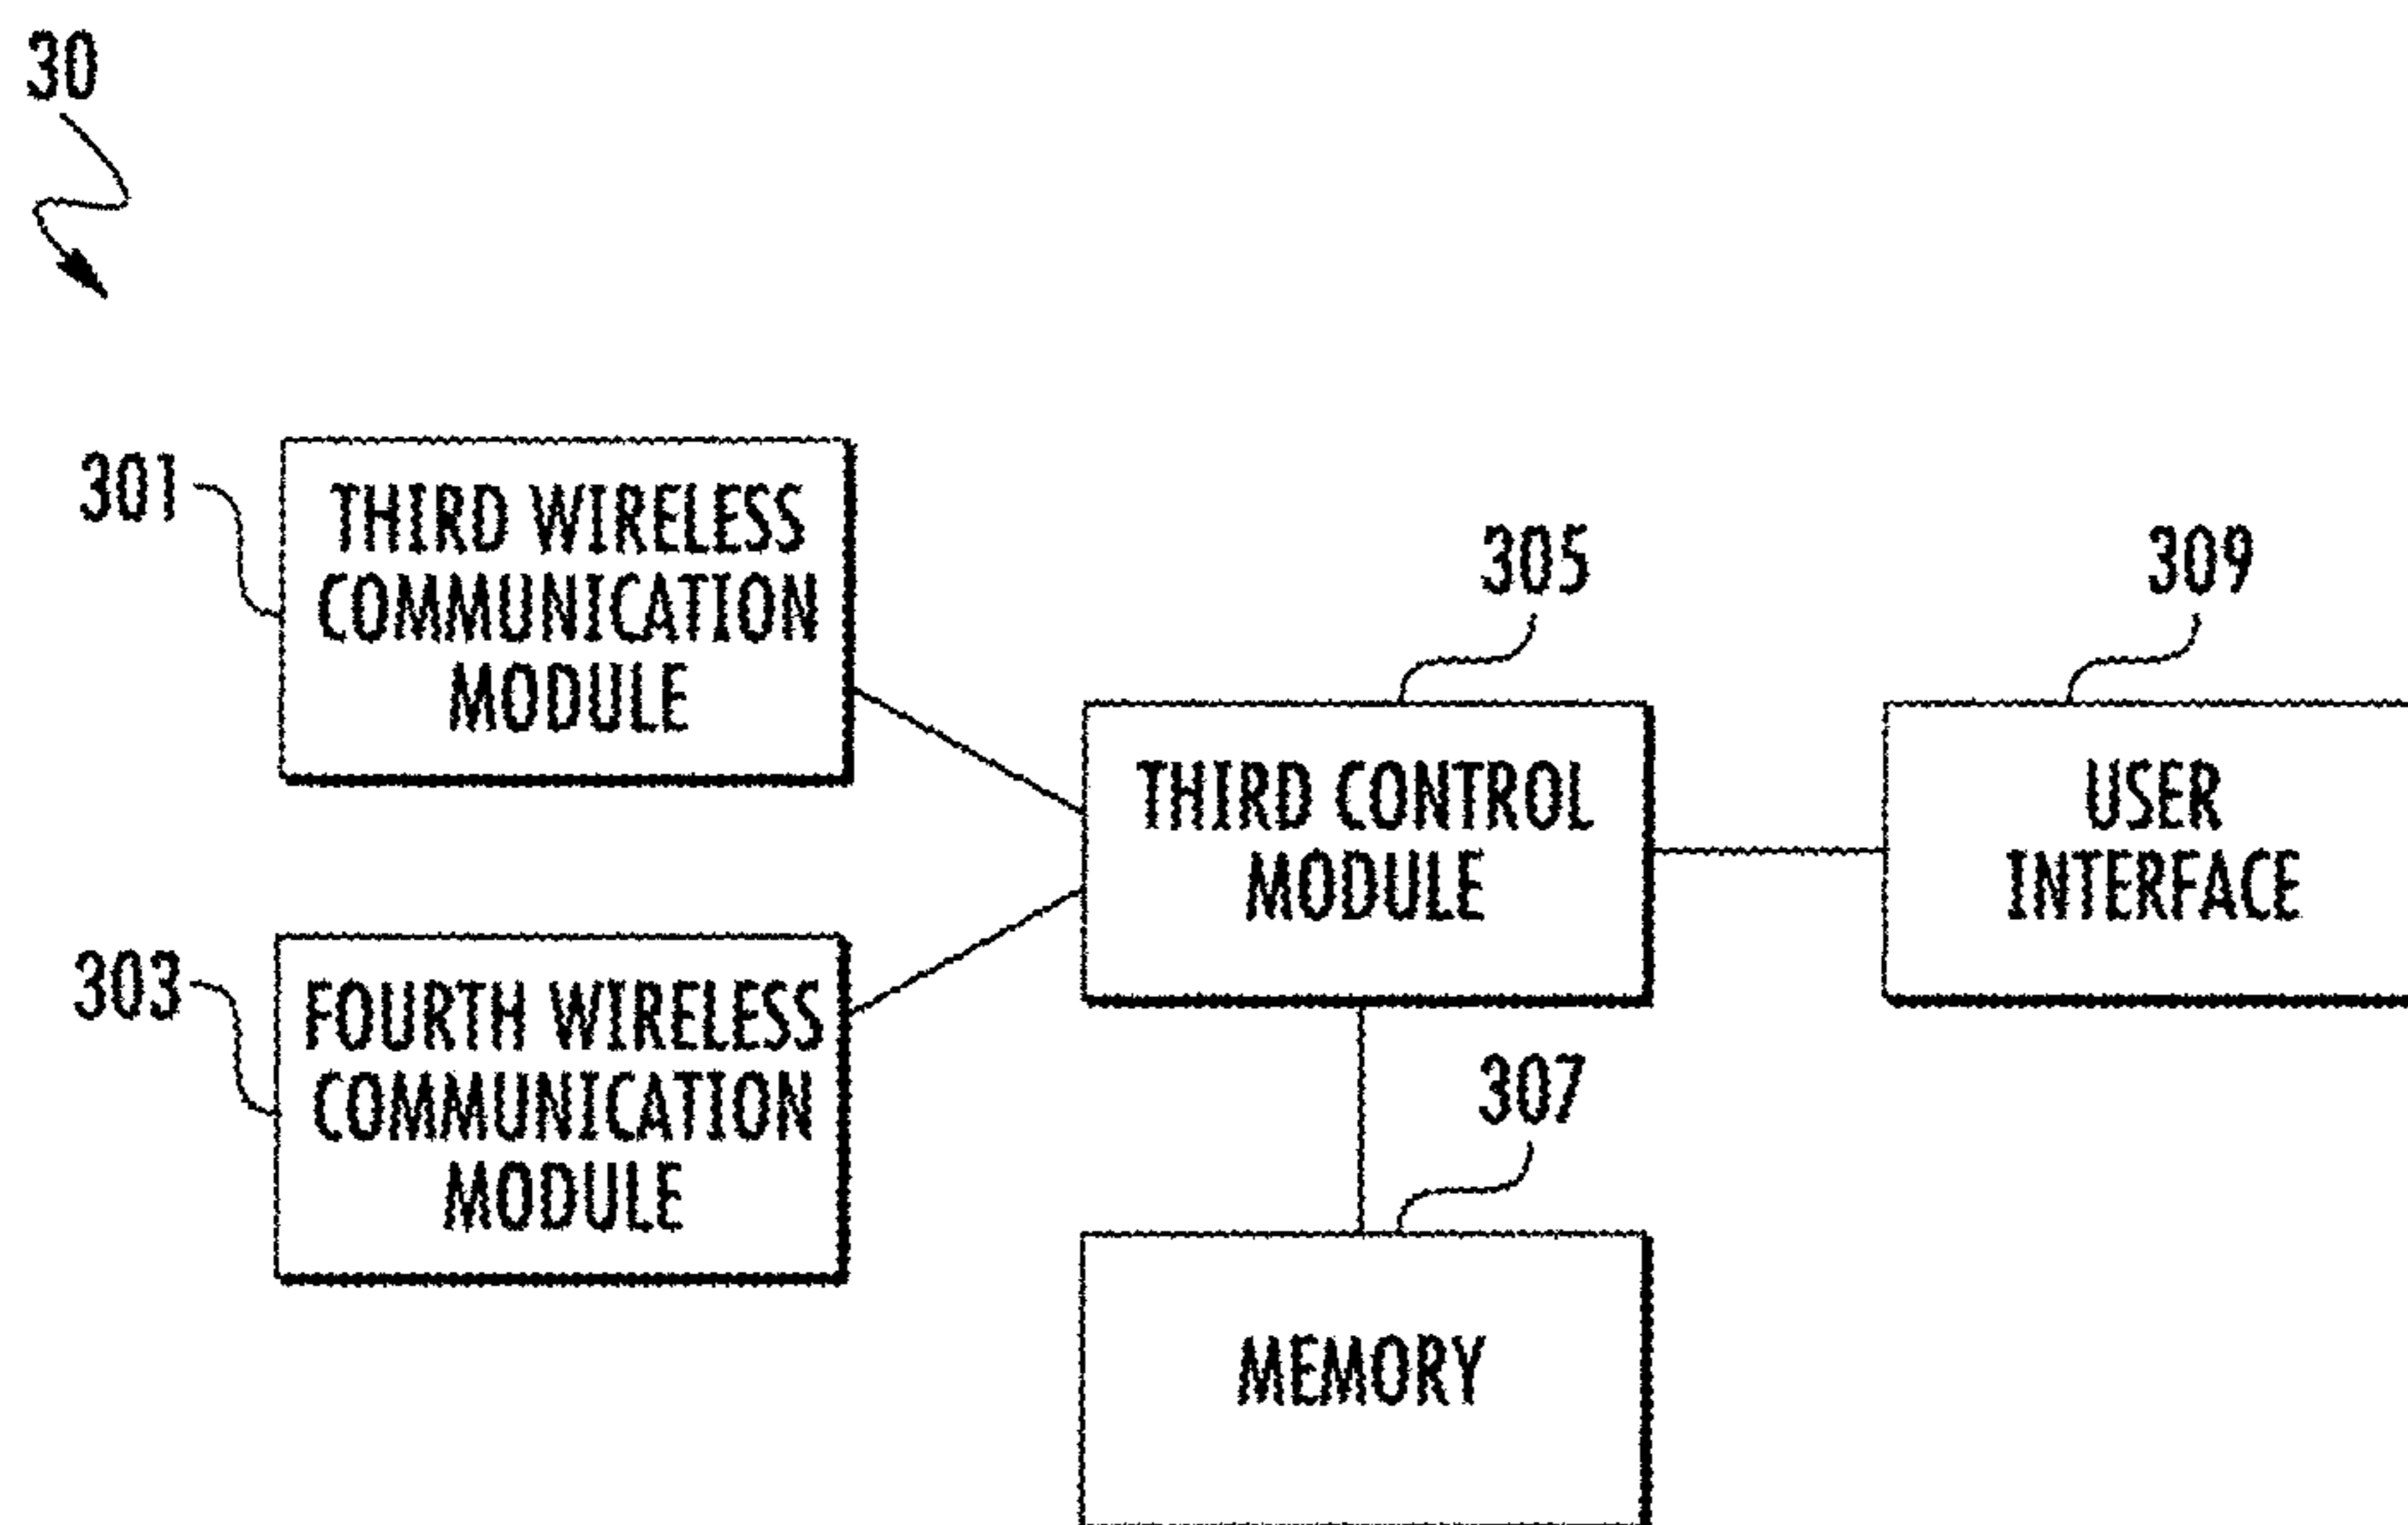 30
301
THIRD WIRELESS
COMMUNICATION
MODULE
303
FOURTH WIRELESS
COMMUNICATION
MODULE
305
THIRD CONTROL
MODULE
309
USER
INTERFACE
307
MEMORY